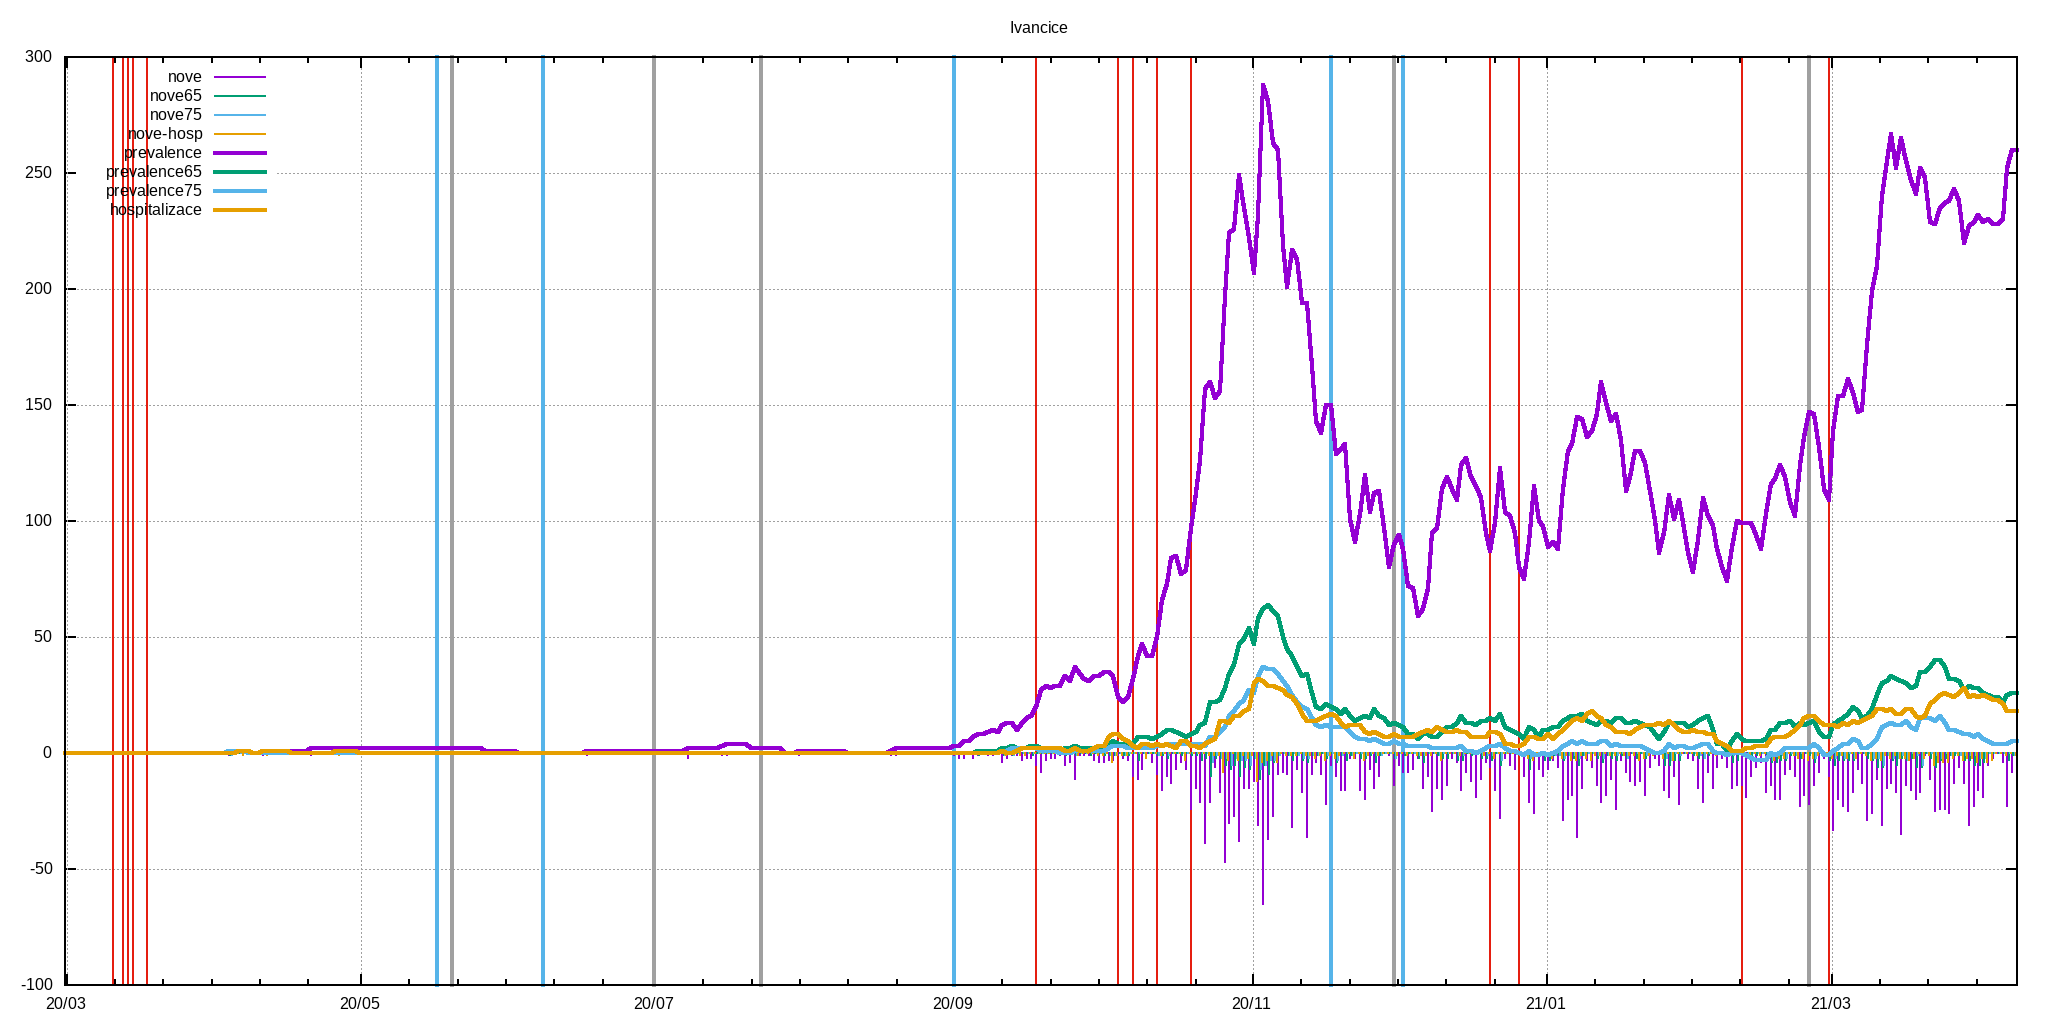 Ivancice
300
250
200
150
100
50
0
-50
-100
nove
nove65
nove75
nove-hosp
prevalence
prevalence65
prevalence75
hospitalizace
20/03 20/05 20/07 20/09 20/11 21/01 21/03